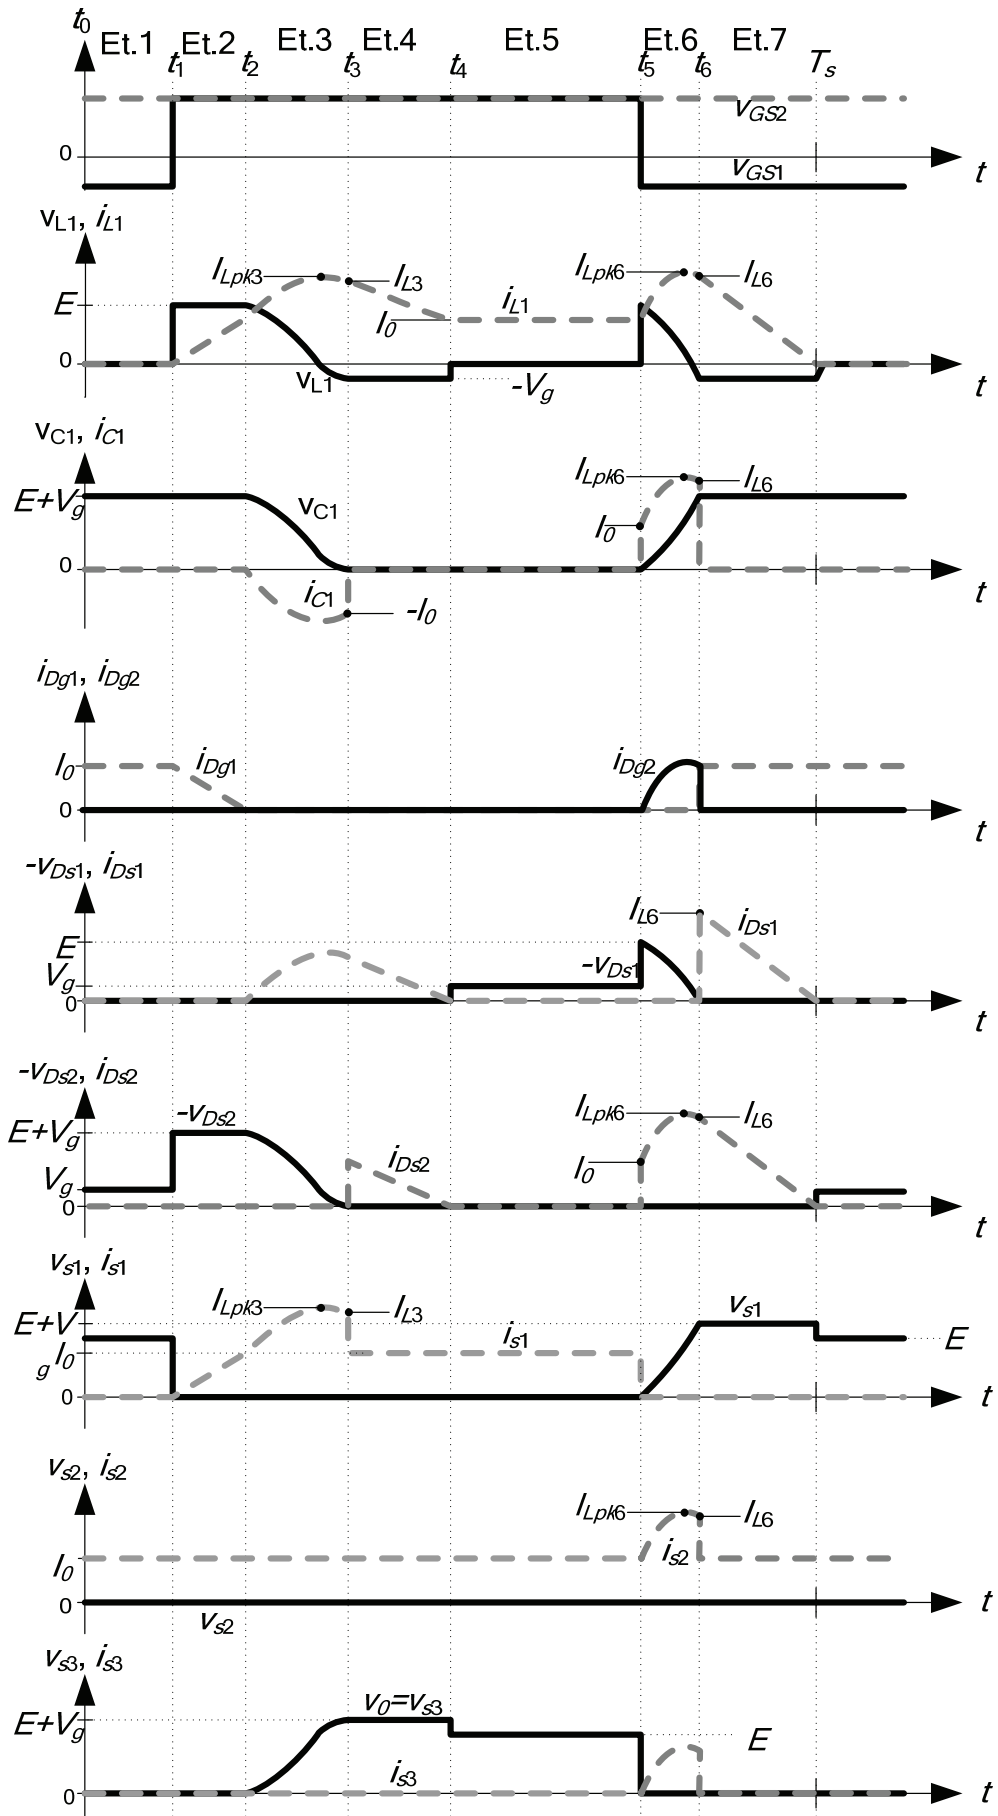 t0 Et.1 Et.2 Et.3 Et.4 Et.5 Et.6 Et.7
t1 t2 t3 t4 t5 t6 Ts
vGS2
0
vGS1
t
vL1, iL1
ILpk3 IL3 ILpk6 IL6
E I0 iL1
0
vL1 -Vg
t
vC1, iC1
ILpk6 IL6
E+Vg vC1
I0
0
iC1 -I0
t
iDg1, iDg2
I0 iDg1 iDg2
0
t
-vDs1, iDs1
IL6 iDs1
E
Vg -vDs1
0
t
-vDs2, iDs2
-vDs2 ILpk6 IL6
E+Vg
iDs2 I0
Vg
0
t
vs1, is1
ILpk3 IL3 vs1
E+V
is1 E
g I0
0
t
vs2, is2
ILpk6 IL6
I0 is2
0
vs2
t
vs3, is3
v0=vs3
E+Vg E
is3
0
t